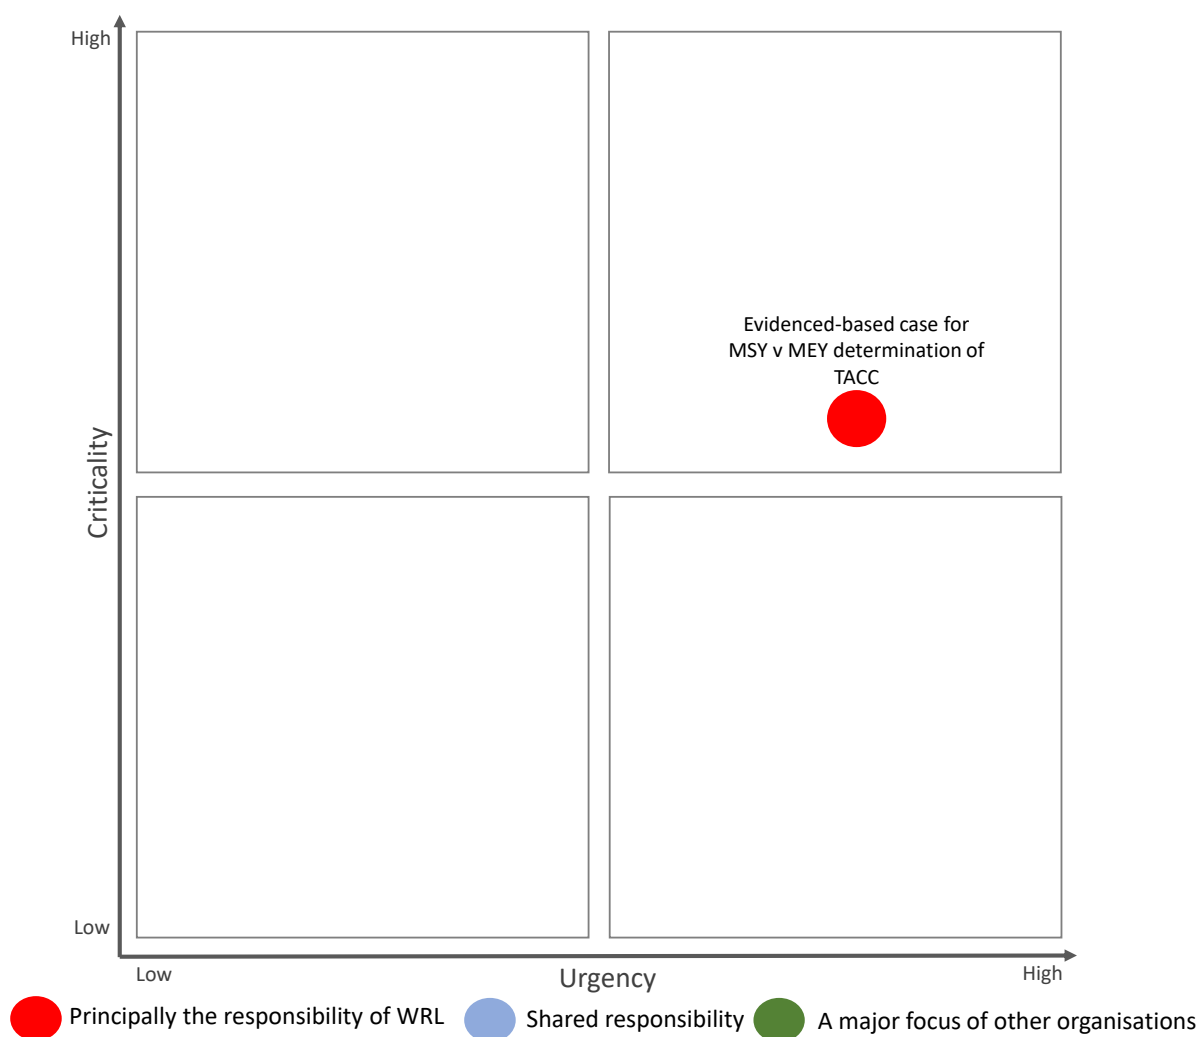 High
Evidenced-based case for
MSY v MEY determination of
TACC
Criticality
Low
Low
Urgency
High
Principally the responsibility of WRL
Shared responsibility
A major focus of other organisations